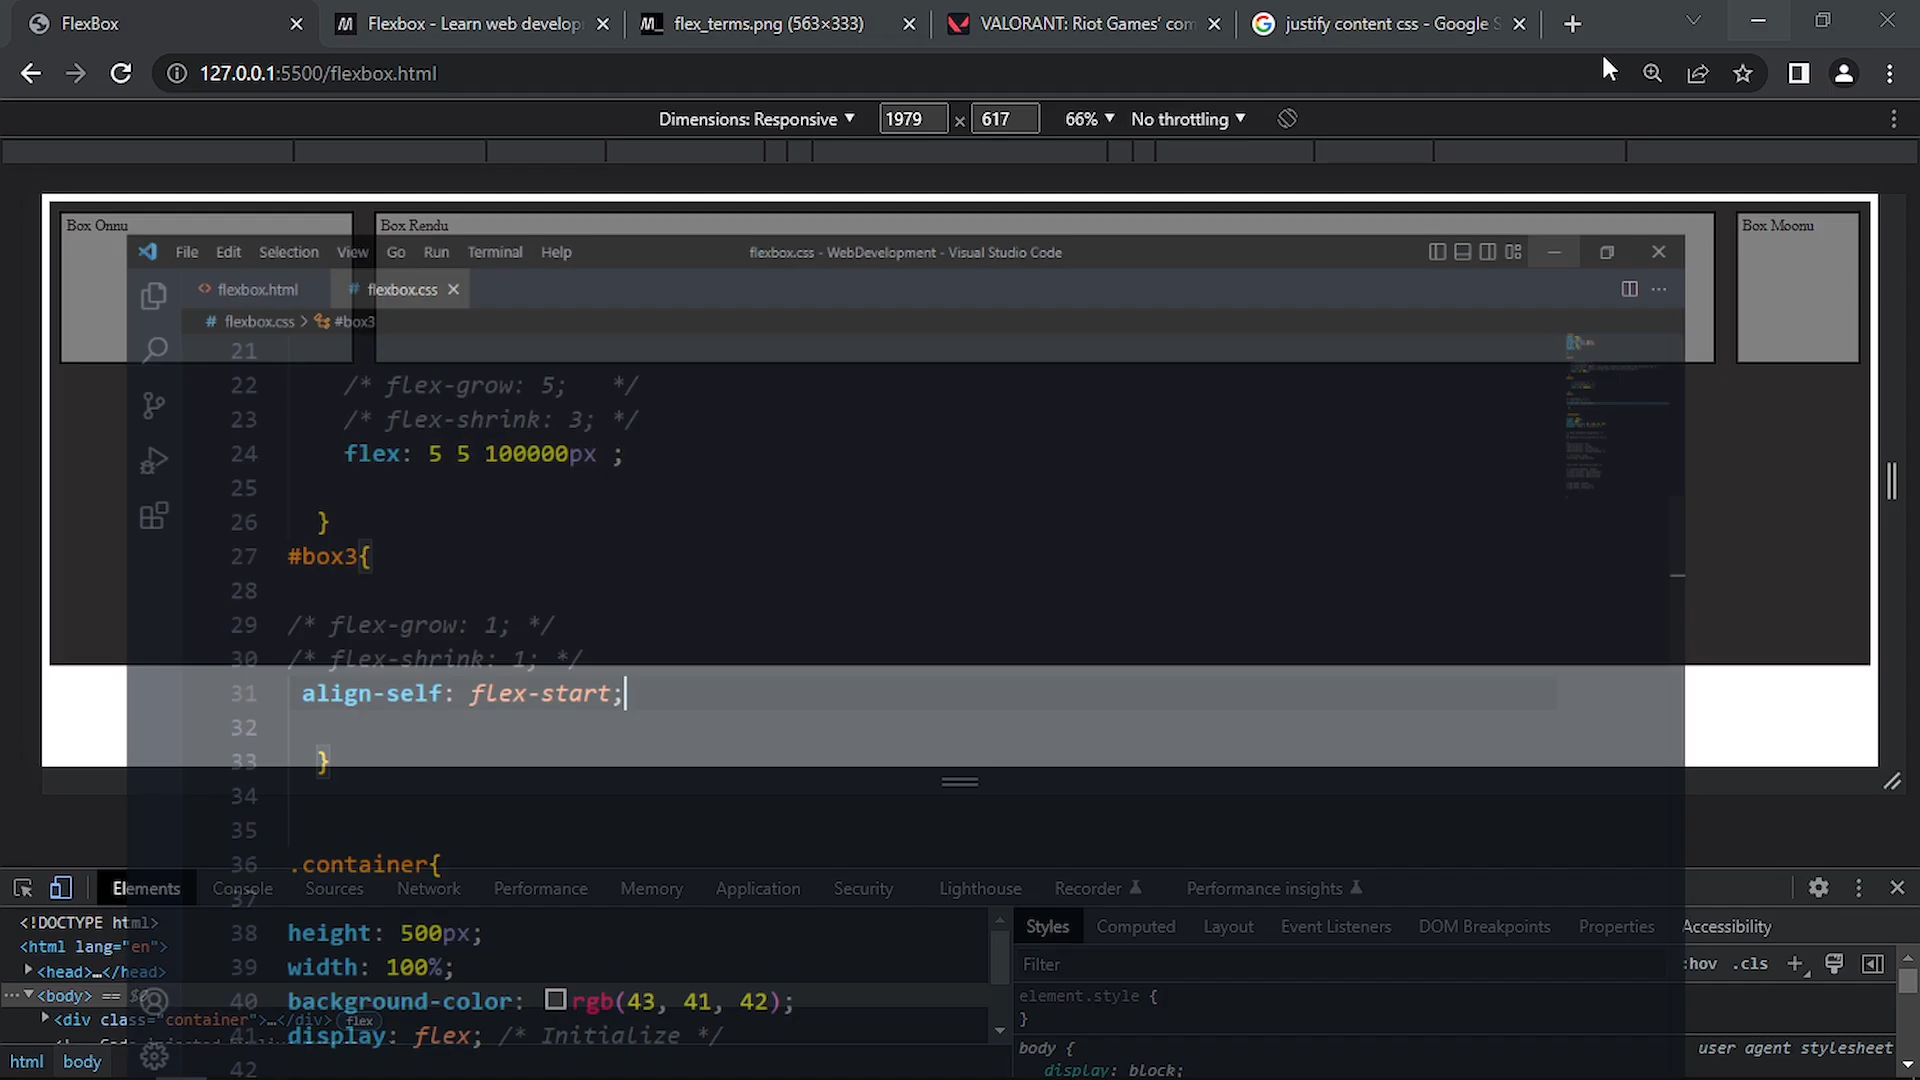 FlexBox
Flexbox - Learn web develop
flex_terms.png (563×333)
VALORANT: Riot Games' com
justify content css - Google S
127.0.0.1:5500/flexbox.html
Dimensions: Responsive
1979 × 617
66%
No throttling
Box Onnu
Box Rendu
Box Moonu
File Edit Selection View Go Run Terminal Help
flexbox.css - WebDevelopment - Visual Studio Code
flexbox.html
flexbox.css
flexbox.css > #box3
21
22 /* flex-grow: 5; */
23 /* flex-shrink: 3; */
24 flex: 5 5 100000px ;
25
26 }
27 #box3{
28
29 /* flex-grow: 1; */
30 /* flex-shrink: 1; */
31 align-self: flex-start;
32
33 }
34
35
36 .container{
37
38 height: 500px;
39 width: 100%;
40 background-color: rgb(43, 41, 42);
41 display: flex; /* Initialize */
42
Elements Console Sources Network Performance Memory Application Security Lighthouse Recorder Performance insights
<!DOCTYPE html>
<html lang="en">
<head>…</head>
<body> == $0
<div class="container">…</div> flex
html body
Styles Computed Layout Event Listeners DOM Breakpoints Properties Accessibility
Filter
:hov .cls
element.style {
}
body {
user agent stylesheet
display: block;